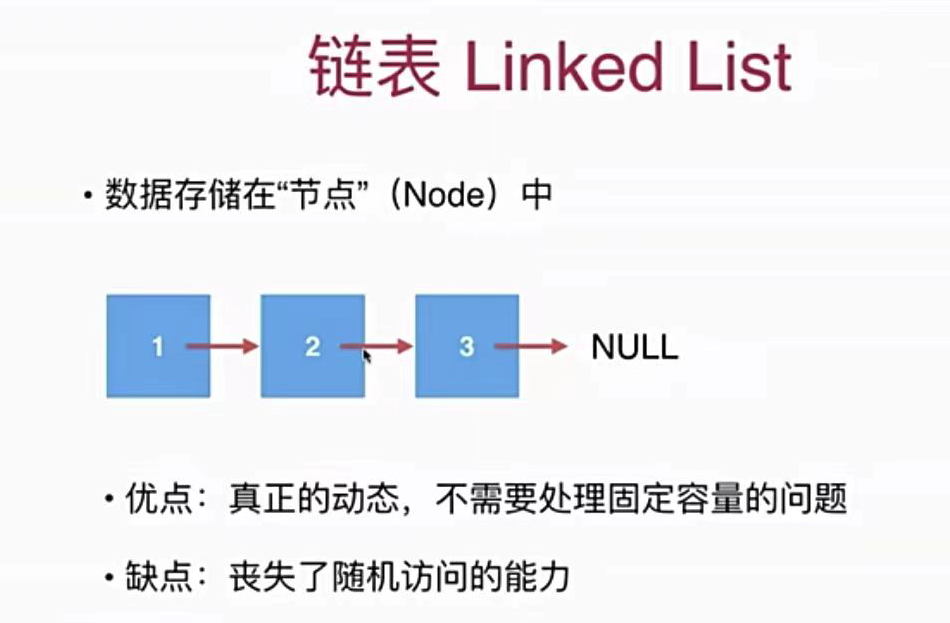 链表 Linked List
• 数据存储在“节点”（Node）中
1 2 3 NULL
• 优点：真正的动态，不需要处理固定容量的问题
• 缺点：丧失了随机访问的能力